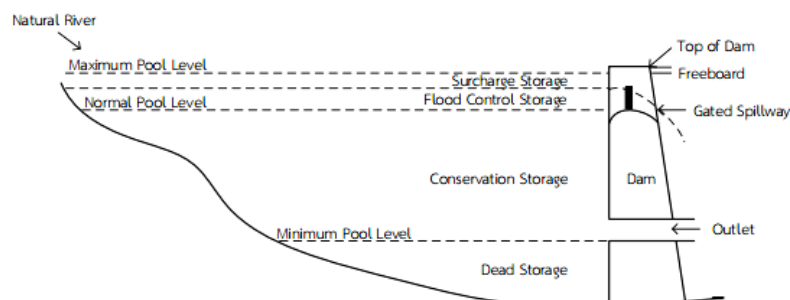 Natural River
Top of Dam
Maximum Pool Level
Freeboard
Surcharge Storage
Normal Pool Level
Flood Control Storage
Gated Spillway
Conservation Storage
Dam
Minimum Pool Level
Outlet
Dead Storage